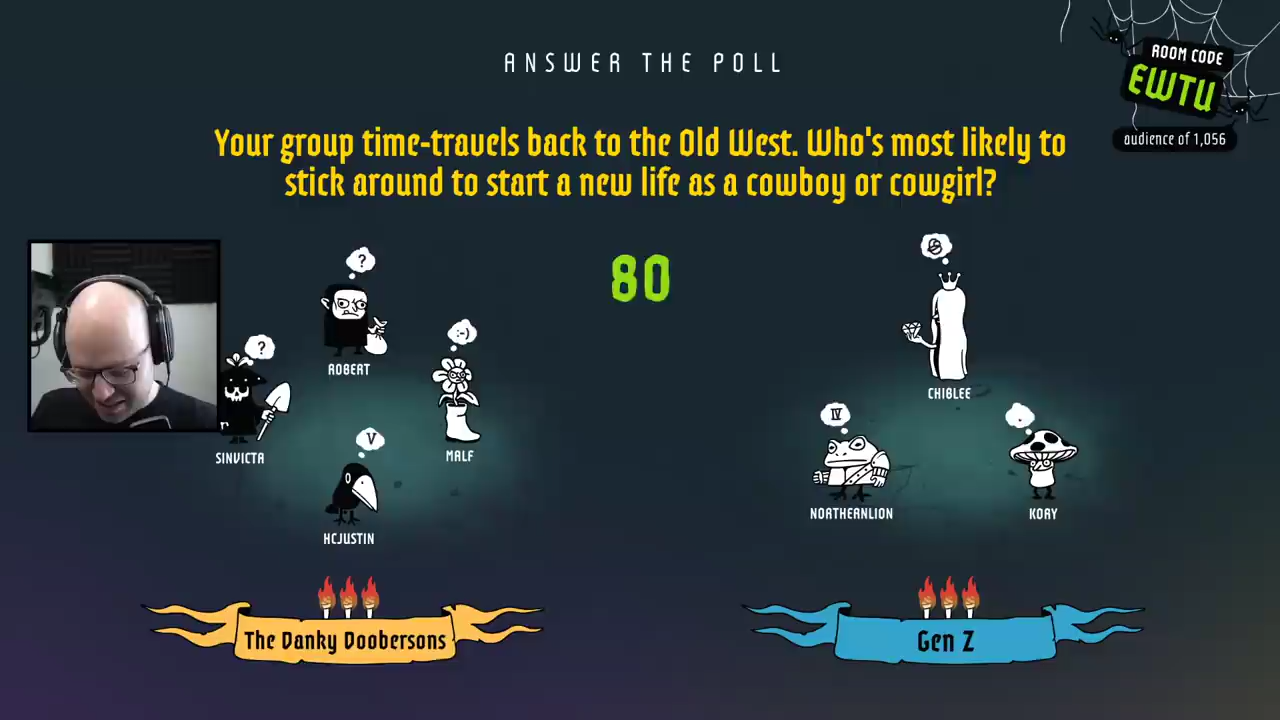 ANSWER THE POLL
ROOM CODE
EWTU
audience of 1,056
Your group time-travels back to the Old West. Who's most likely to
stick around to start a new life as a cowboy or cowgirl?
80
?
ROBERT
?
SINVICTA
:-)
MALF
V
HCJUSTIN
CHIBLEE
IV
NORTHERNLION
KORY
The Danky Doobersons
Gen Z